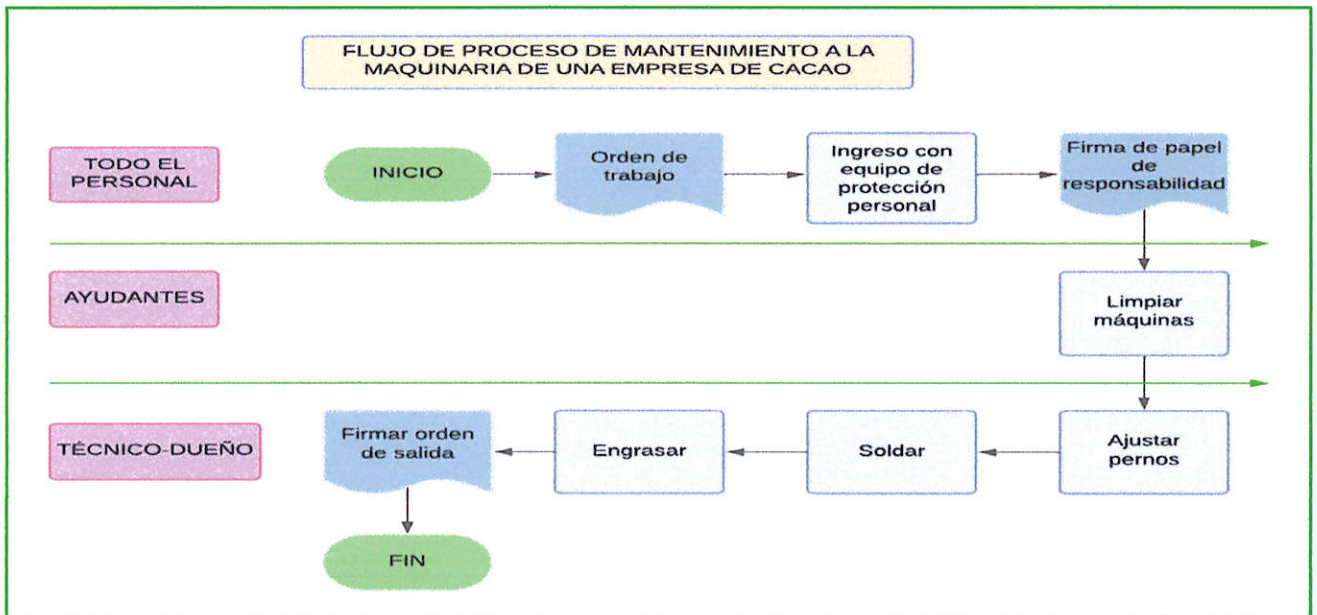 FLUJO DE PROCESO DE MANTENIMIENTO A LA
MAQUINARIA DE UNA EMPRESA DE CACAO
TODO EL
PERSONAL
INICIO
Orden de
trabajo
Ingreso con
equipo de
protección
personal
Firma de papel
de
responsabilidad
AYUDANTES
Limpiar
máquinas
TÉCNICO-DUEÑO
Firmar orden
de salida
Engrasar
Soldar
Ajustar
pernos
FIN